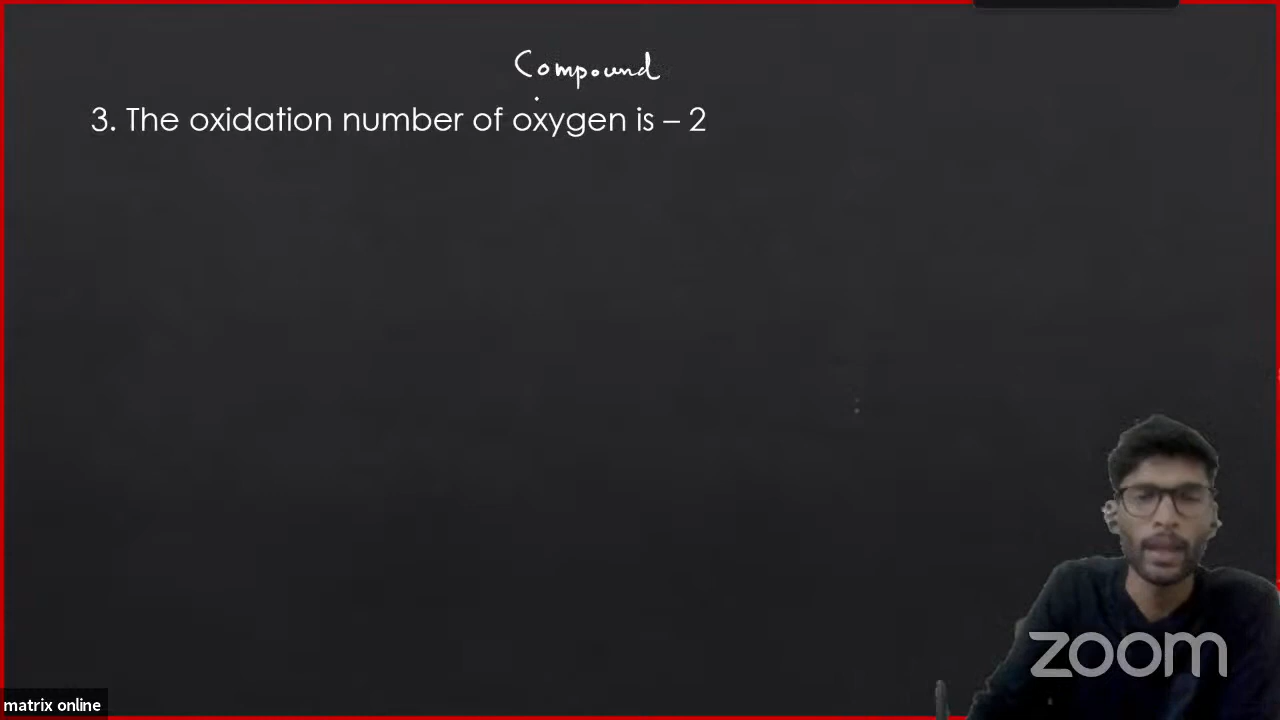 Compound
3. The oxidation number of oxygen is – 2
zoom
matrix online